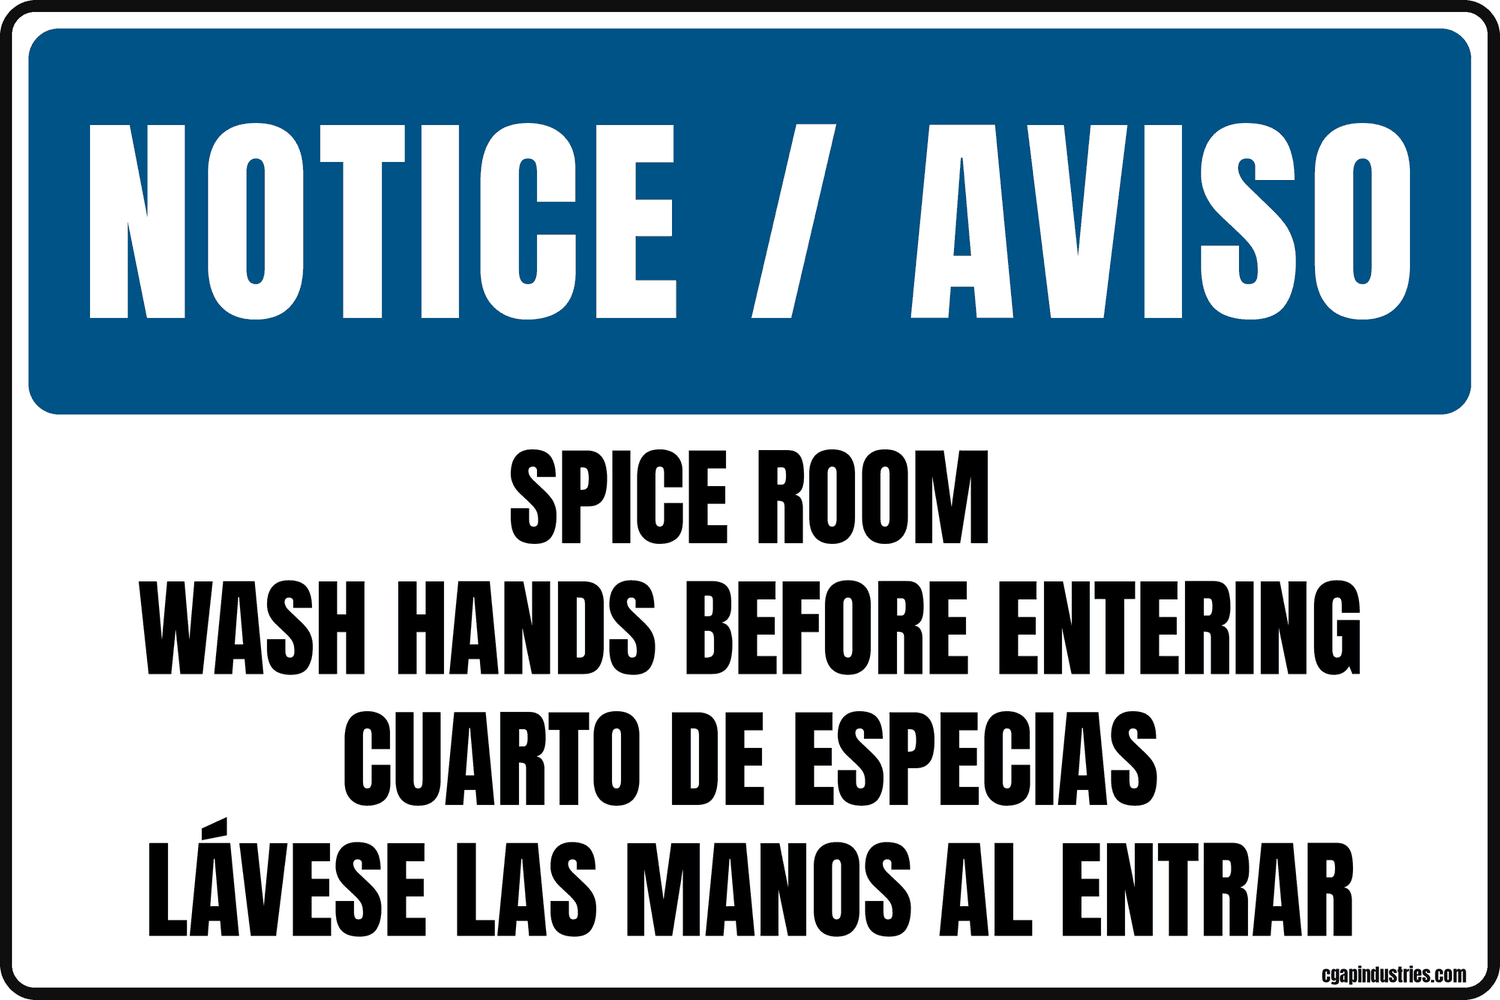 NOTICE / AVISO
SPICE ROOM
WASH HANDS BEFORE ENTERING
CUARTO DE ESPECIAS
LÁVESE LAS MANOS AL ENTRAR
cgapindustries.com